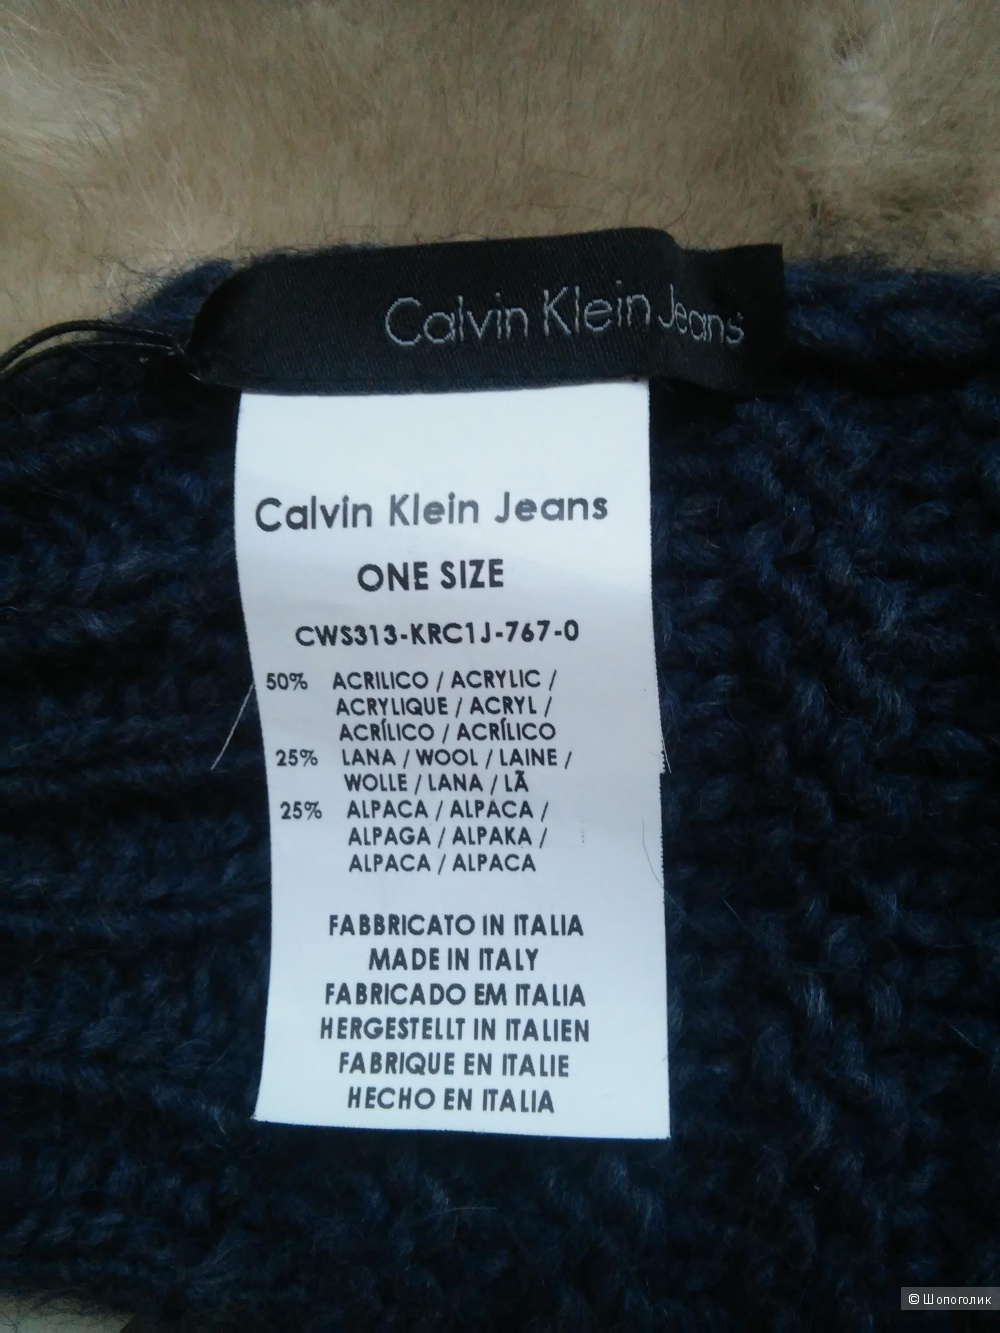 Calvin Klein Jeans
Calvin Klein Jeans
ONE SIZE
CWS313-KRC1J-767-0
50% ACRILICO / ACRYLIC /
ACRYLIQUE / ACRYL /
ACRÍLICO / ACRÍLICO
25% LANA / WOOL / LAINE /
WOLLE / LANA / LÃ
25% ALPACA / ALPACA /
ALPAGA / ALPAKA /
ALPACA / ALPACA
FABBRICATO IN ITALIA
MADE IN ITALY
FABRICADO EM ITALIA
HERGESTELLT IN ITALIEN
FABRIQUE EN ITALIE
HECHO EN ITALIA
© Шопоголик